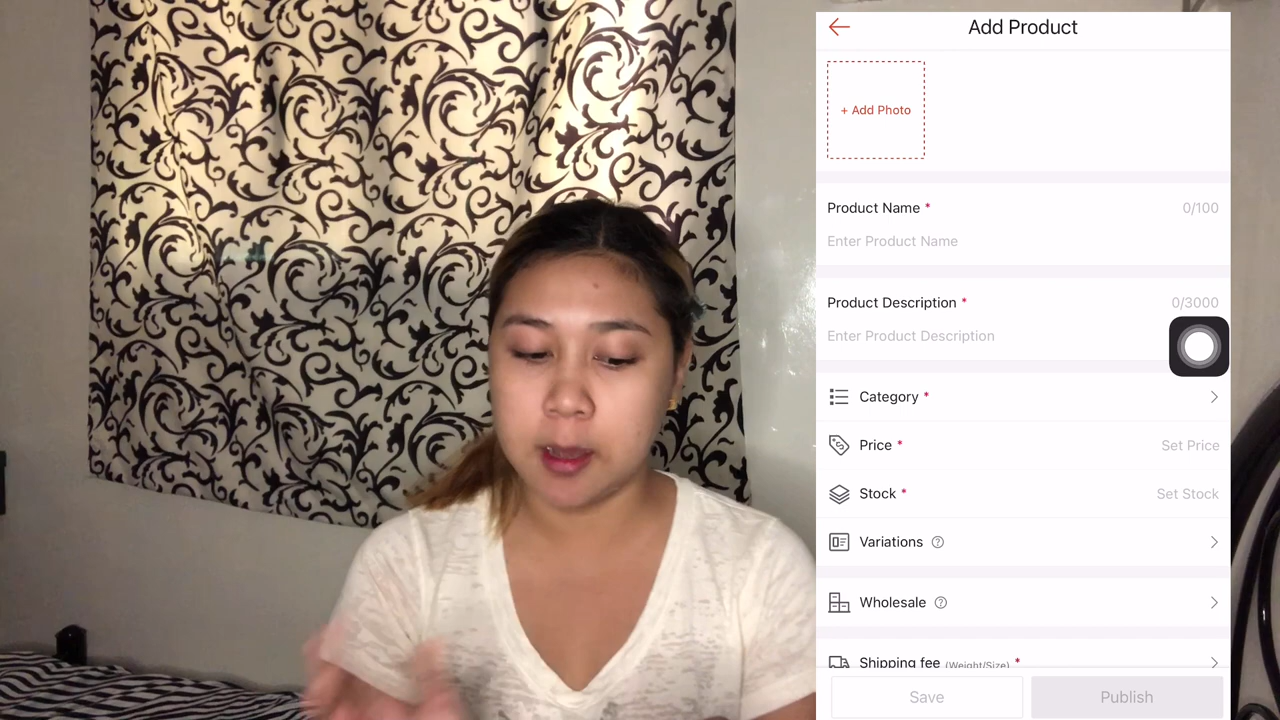 Add Product
+ Add Photo
Product Name * 0/100
Enter Product Name
Product Description * 0/3000
Enter Product Description
Category *
Price * Set Price
Stock * Set Stock
Variations ?
Wholesale ?
Shipping fee (Weight/Size) *
Save Publish